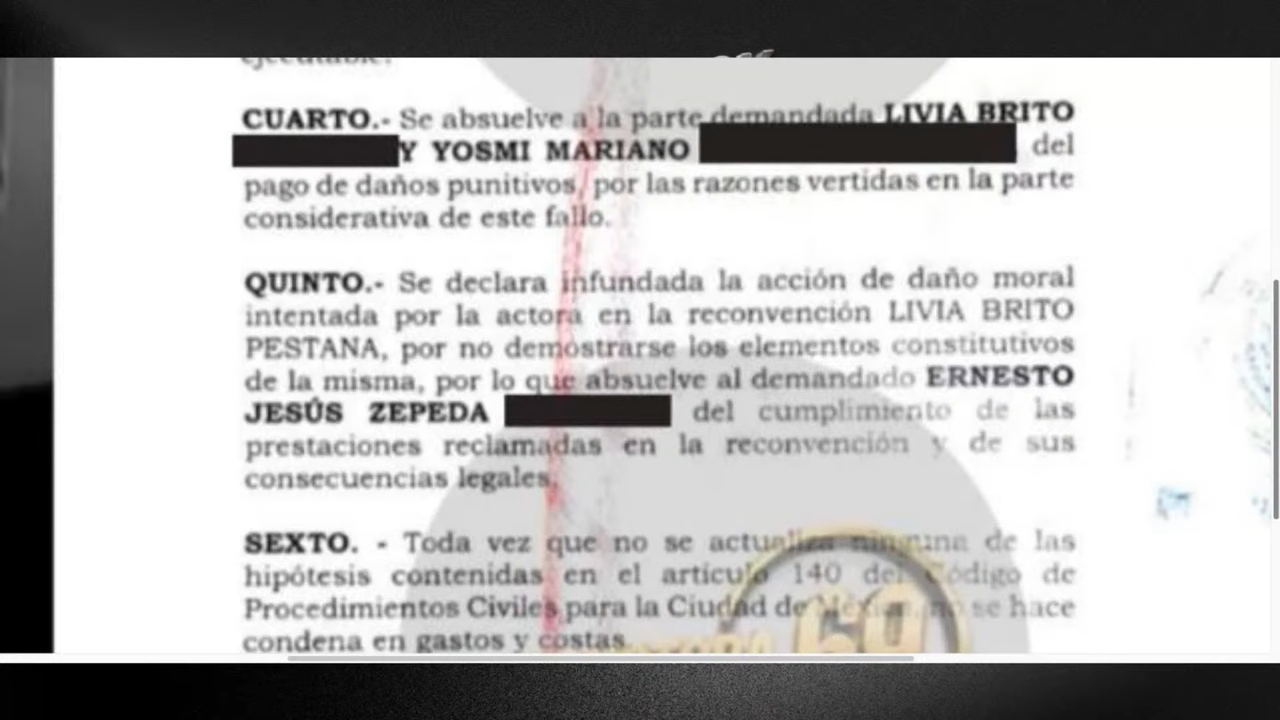 ejecutable.
CUARTO.- Se absuelve a la parte demandada LIVIA BRITO
Y YOSMI MARIANO del
pago de daños punitivos, por las razones vertidas en la parte
considerativa de este fallo.
QUINTO.- Se declara infundada la acción de daño moral
intentada por la actora en la reconvención LIVIA BRITO
PESTANA, por no demostrarse los elementos constitutivos
de la misma, por lo que absuelve al demandado ERNESTO
JESÚS ZEPEDA del cumplimiento de las
prestaciones reclamadas en la reconvención y de sus
consecuencias legales.
SEXTO. - Toda vez que no se actualiza ninguna de las
hipótesis contenidas en el artículo 140 del Código de
Procedimientos Civiles para la Ciudad de México, no se hace
condena en gastos y costas.
69